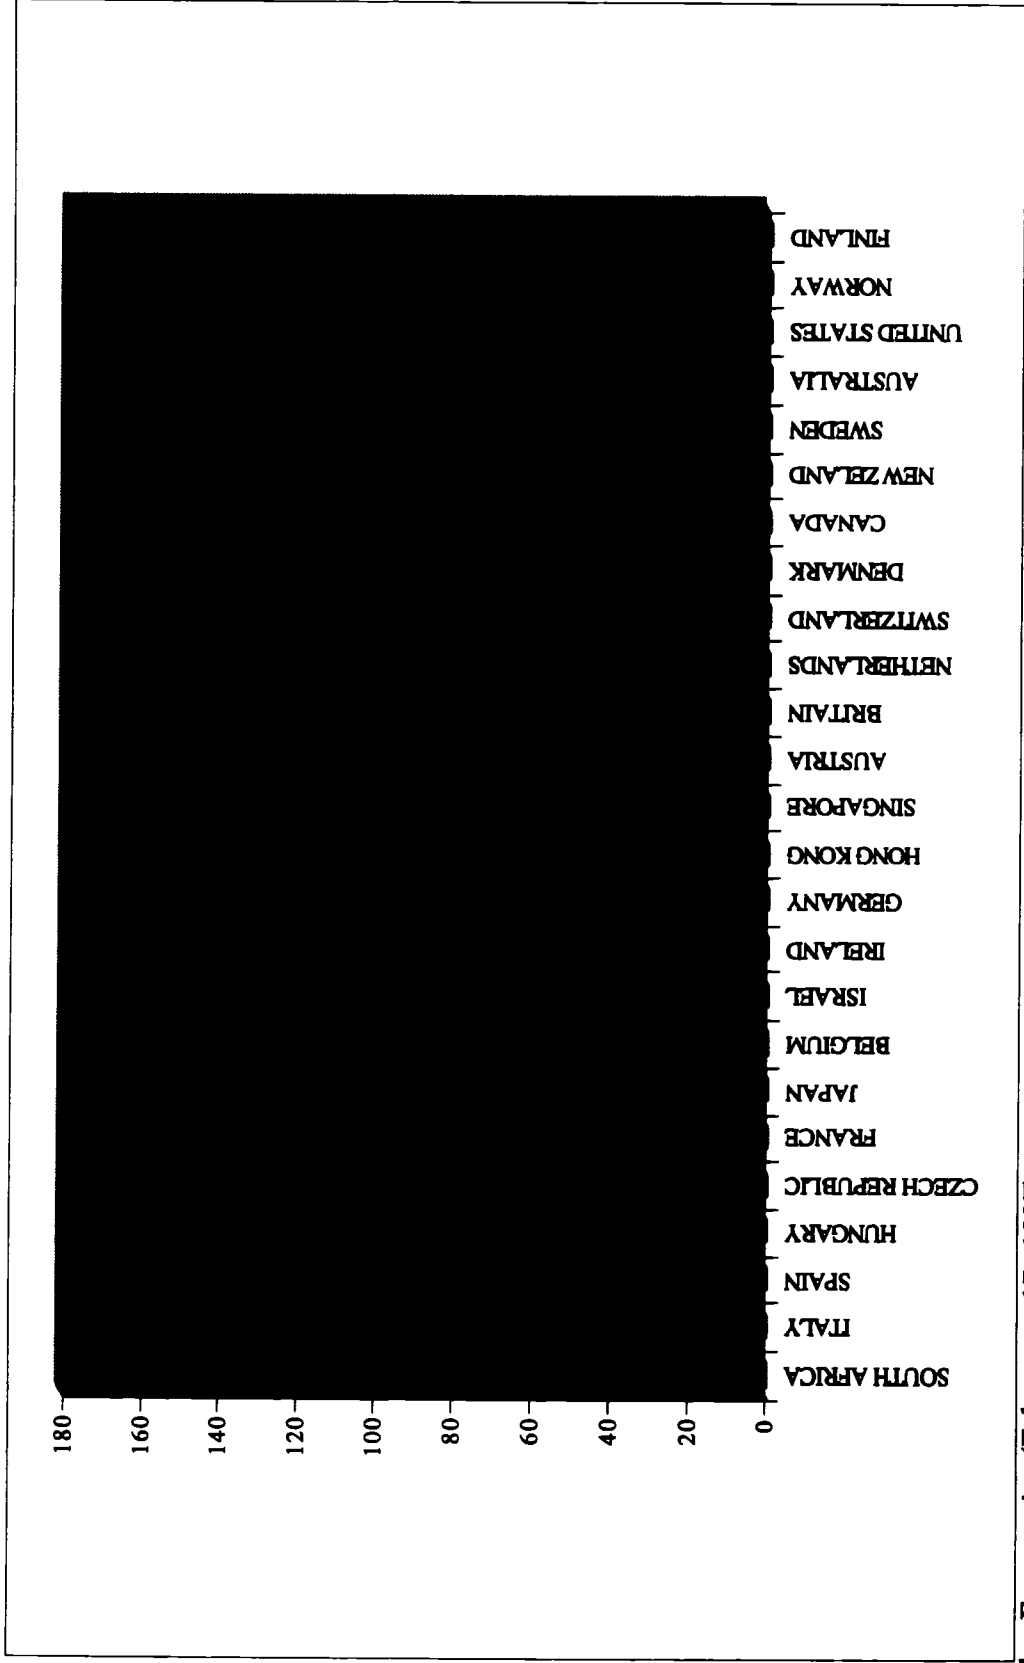 180
160
140
120
100
80
60
40
20
0
SOUTH AFRICA
ITALY
SPAIN
HUNGARY
CZECH REPUBLIC
FRANCE
JAPAN
BELGIUM
ISRAEL
IRELAND
GERMANY
HONG KONG
SINGAPORE
AUSTRIA
BRITAIN
NETHERLANDS
SWITZERLAND
DENMARK
CANADA
NEW ZELAND
SWEDEN
AUSTRALIA
UNITED STATES
NORWAY
FINLAND